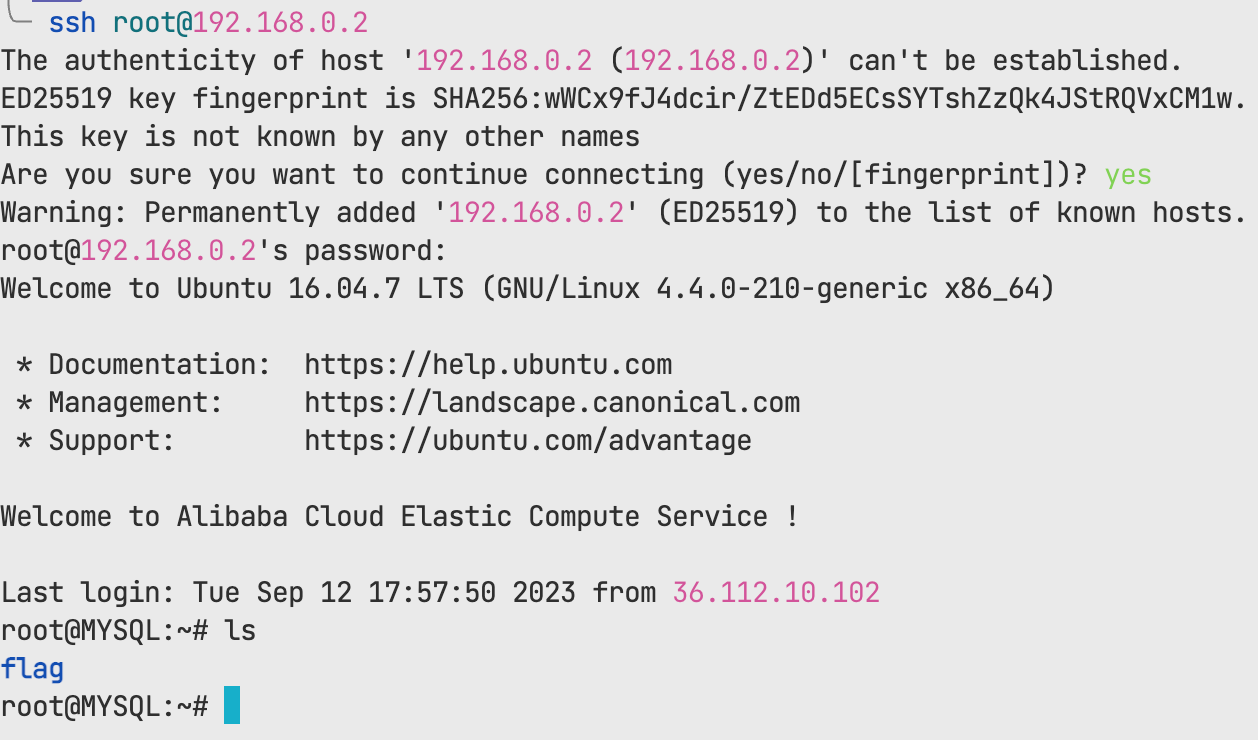 ssh root@192.168.0.2
The authenticity of host '192.168.0.2 (192.168.0.2)' can't be established.
ED25519 key fingerprint is SHA256:wWCx9fJ4dcir/ZtEDd5ECsSYTshZzQk4JStRQVxCM1w.
This key is not known by any other names
Are you sure you want to continue connecting (yes/no/[fingerprint])? yes
Warning: Permanently added '192.168.0.2' (ED25519) to the list of known hosts.
root@192.168.0.2's password:
Welcome to Ubuntu 16.04.7 LTS (GNU/Linux 4.4.0-210-generic x86_64)
* Documentation:  https://help.ubuntu.com
* Management:     https://landscape.canonical.com
* Support:        https://ubuntu.com/advantage
Welcome to Alibaba Cloud Elastic Compute Service !
Last login: Tue Sep 12 17:57:50 2023 from 36.112.10.102
root@MYSQL:~# ls
flag
root@MYSQL:~#